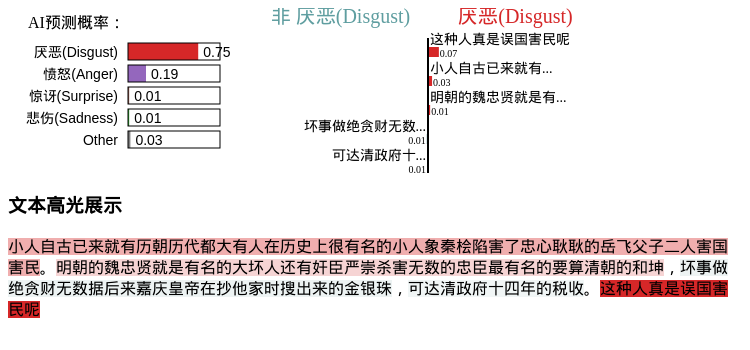 AI预测概率：
厌恶(Disgust) 0.75
愤怒(Anger) 0.19
惊讶(Surprise) 0.01
悲伤(Sadness) 0.01
Other 0.03
非 厌恶(Disgust) 厌恶(Disgust)
这种人真是误国害民呢
0.07
小人自古已来就有...
0.03
明朝的魏忠贤就是有...
0.01
坏事做绝贪财无数...
0.01
可达清政府十...
0.01
文本高光展示
小人自古已来就有历朝历代都大有人在历史上很有名的小人象秦桧陷害了忠心耿耿的岳飞父子二人害国
害民。明朝的魏忠贤就是有名的大坏人还有奸臣严崇杀害无数的忠臣最有名的要算清朝的和坤，坏事做
绝贪财无数据后来嘉庆皇帝在抄他家时搜出来的金银珠，可达清政府十四年的税收。这种人真是误国害
民呢